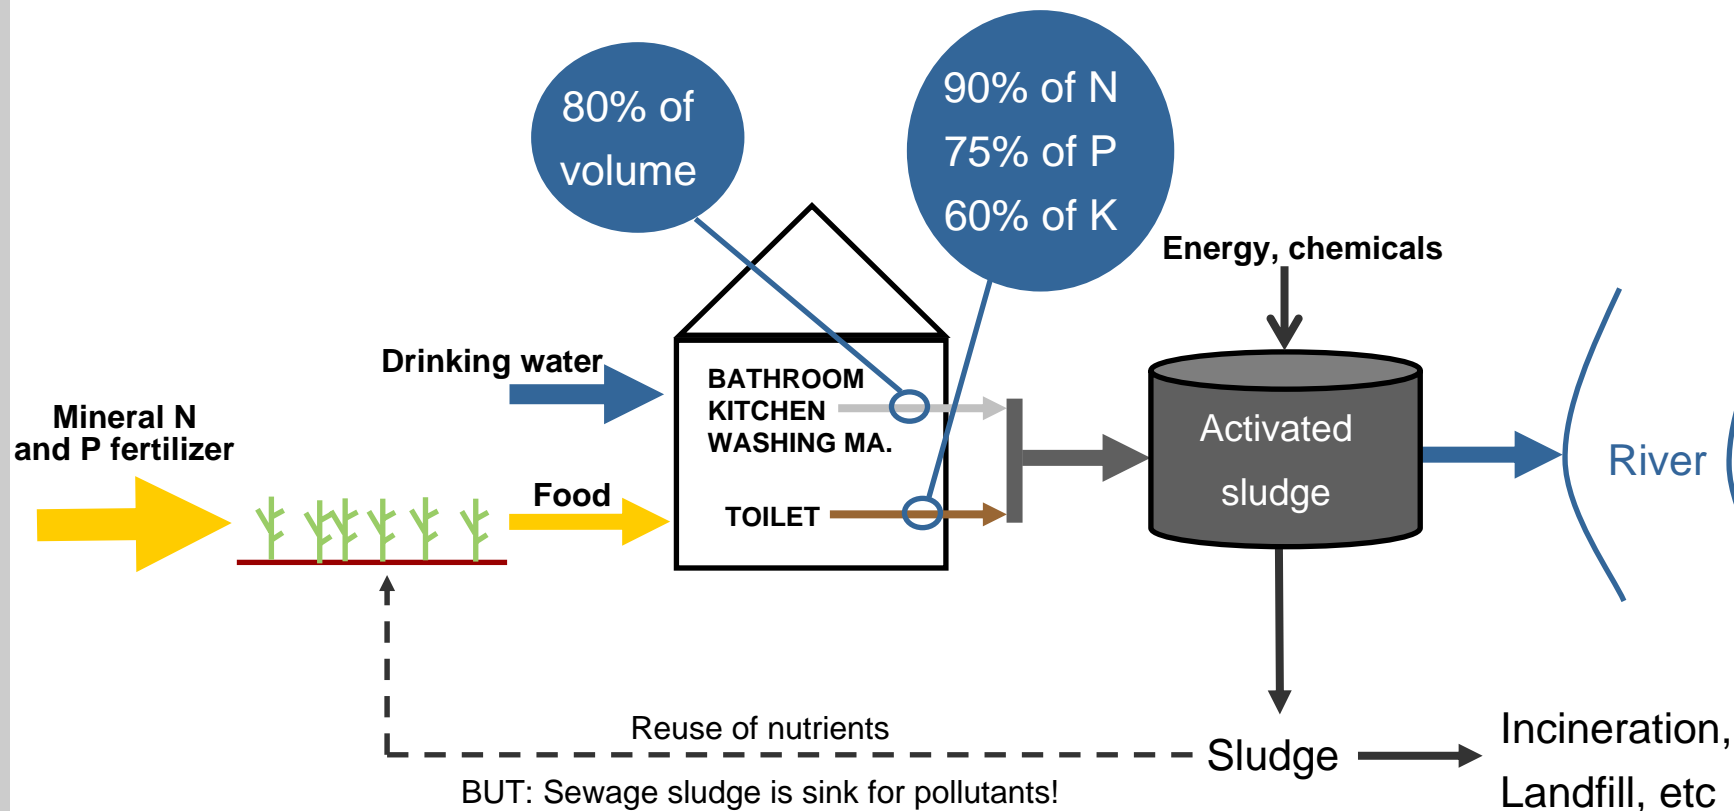 80% of
volume
90% of N
75% of P
60% of K
Energy, chemicals
Drinking water
BATHROOM
KITCHEN
WASHING MA.
Mineral N
and P fertilizer
Food
TOILET
Activated
sludge
River
Reuse of nutrients
Sludge
Incineration,
Landfill, etc
BUT: Sewage sludge is sink for pollutants!